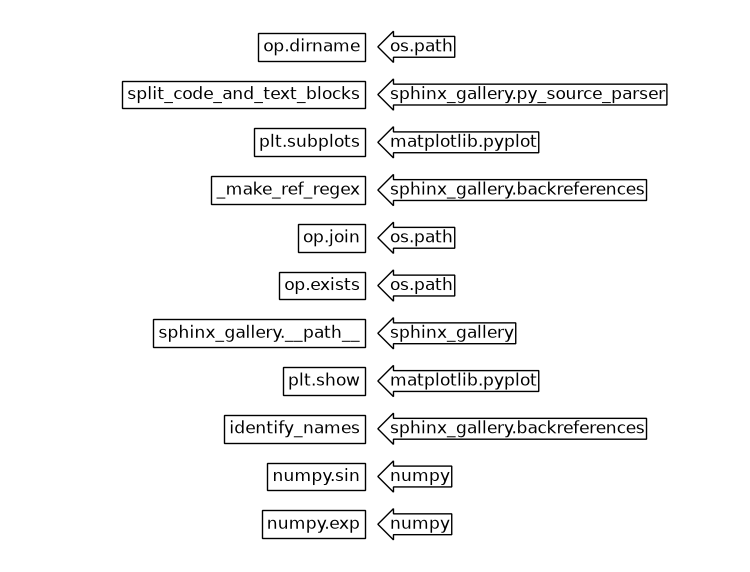 op.dirname os.path
split_code_and_text_blocks sphinx_gallery.py_source_parser
plt.subplots matplotlib.pyplot
_make_ref_regex sphinx_gallery.backreferences
op.join os.path
op.exists os.path
sphinx_gallery.__path__ sphinx_gallery
plt.show matplotlib.pyplot
identify_names sphinx_gallery.backreferences
numpy.sin numpy
numpy.exp numpy